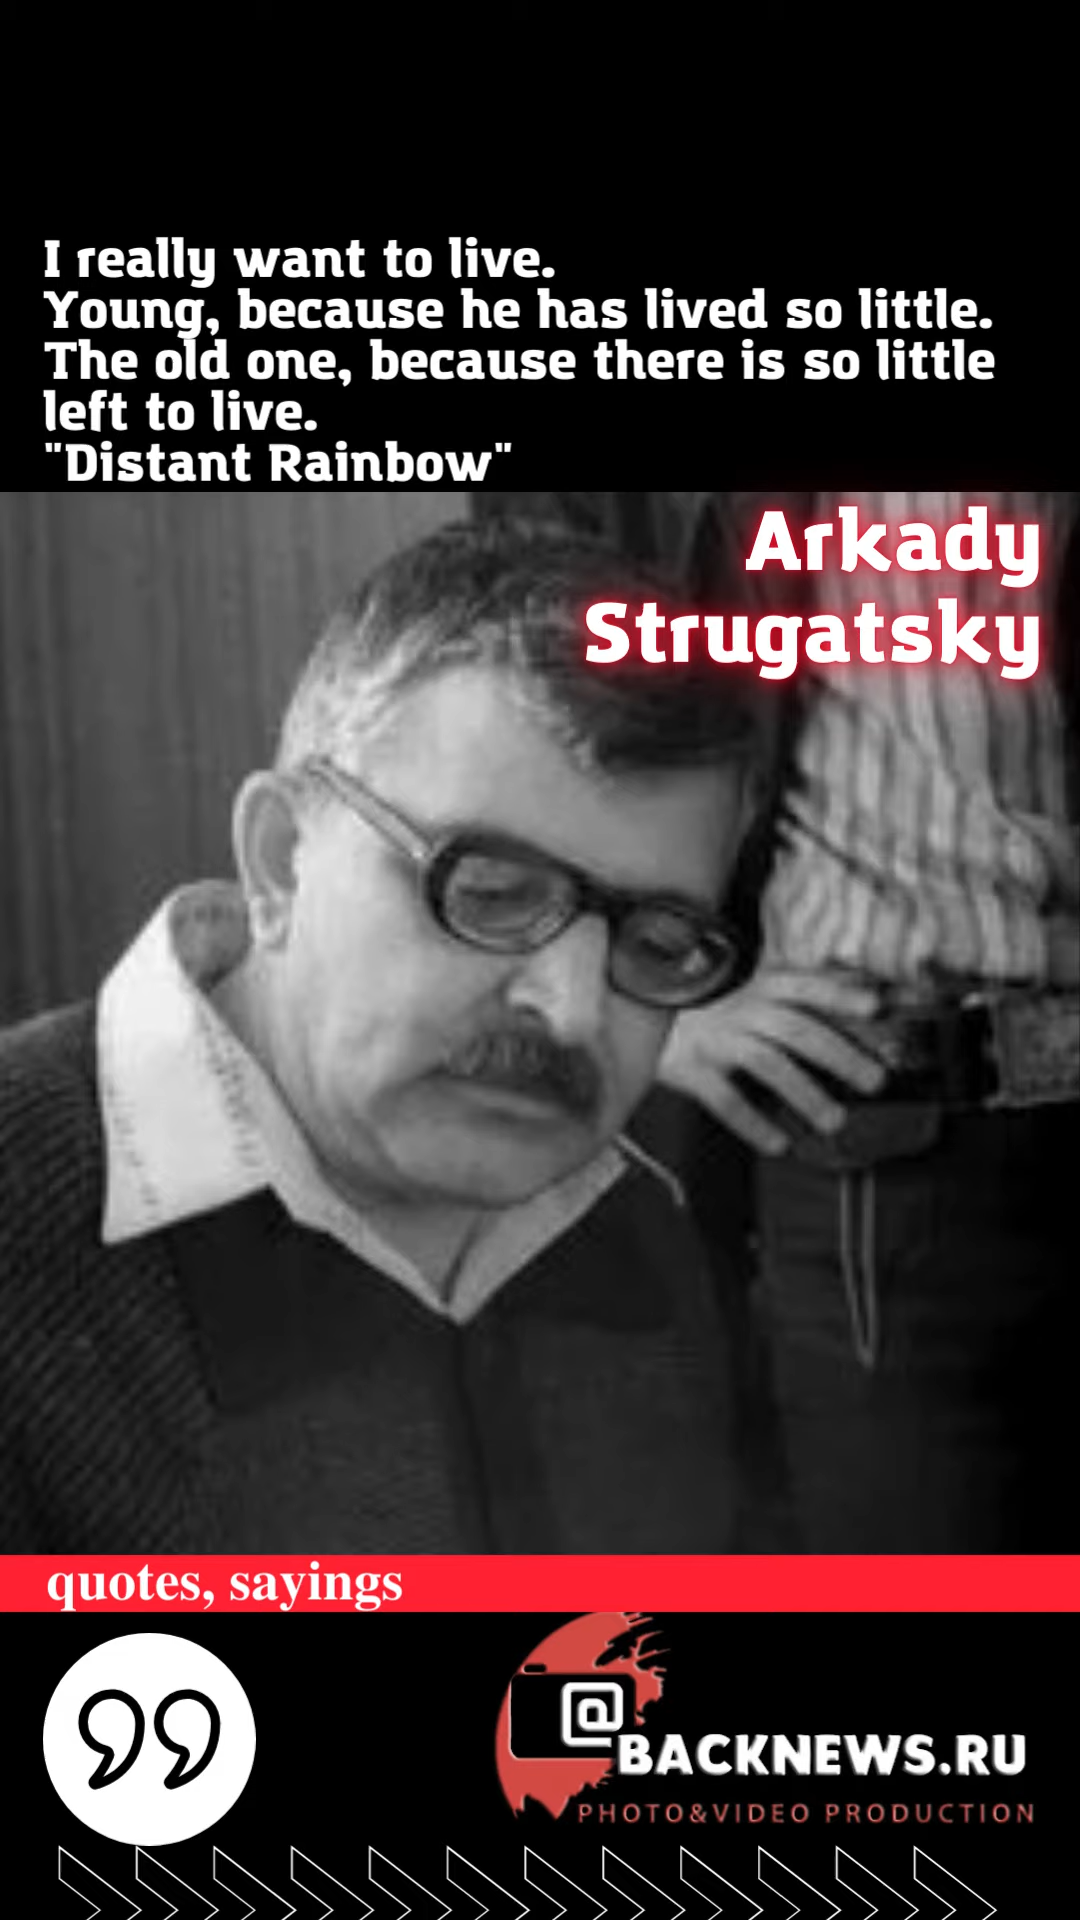 I really want to live.
Young, because he has lived so little.
The old one, because there is so little
left to live.
"Distant Rainbow"
Arkady
Strugatsky
quotes, sayings
@
BACKNEWS.RU
PHOTO&VIDEO PRODUCTION